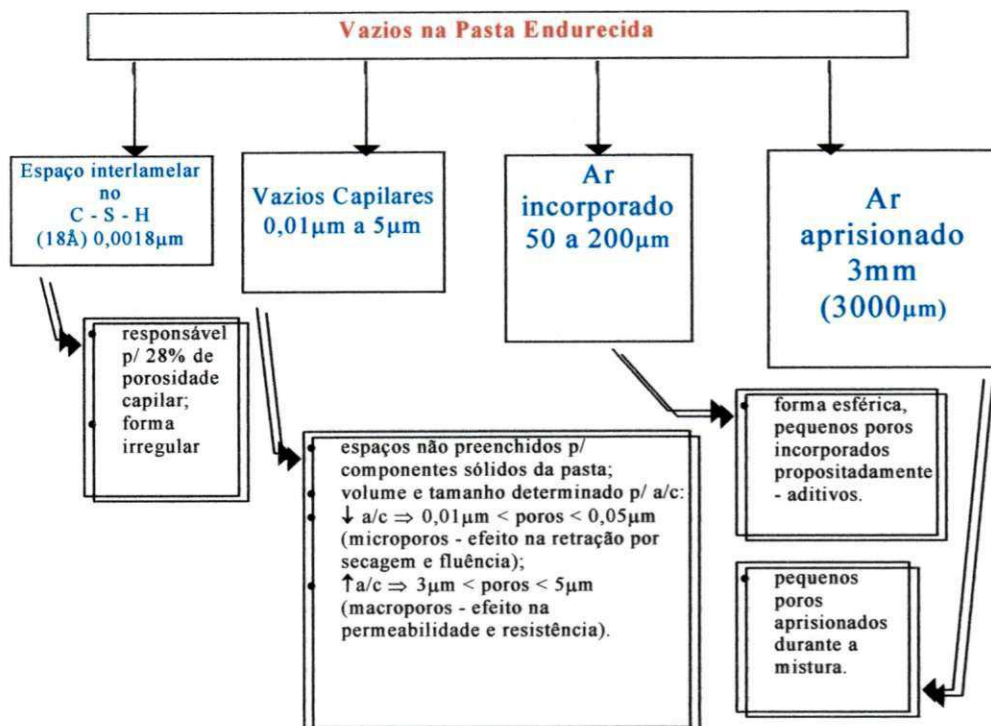 Vazios na Pasta Endurecida
Espaço interlamelar
no
C - S - H
(18Å) 0,0018µm
Vazios Capilares
0,01µm a 5µm
Ar
incorporado
50 a 200µm
Ar
aprisionado
3mm
(3000µm)
• responsável
p/ 28% de
porosidade
capilar;
• forma
irregular
• espaços não preenchidos p/
componentes sólidos da pasta;
• volume e tamanho determinado p/ a/c:
• ↓ a/c ⇒ 0,01µm < poros < 0,05µm
(microporos - efeito na retração por
secagem e fluência);
• ↑a/c ⇒ 3µm < poros < 5µm
(macroporos - efeito na
permeabilidade e resistência).
• forma esférica,
pequenos poros
incorporados
propositadamente
- aditivos.
• pequenos
poros
aprisionados
durante a
mistura.